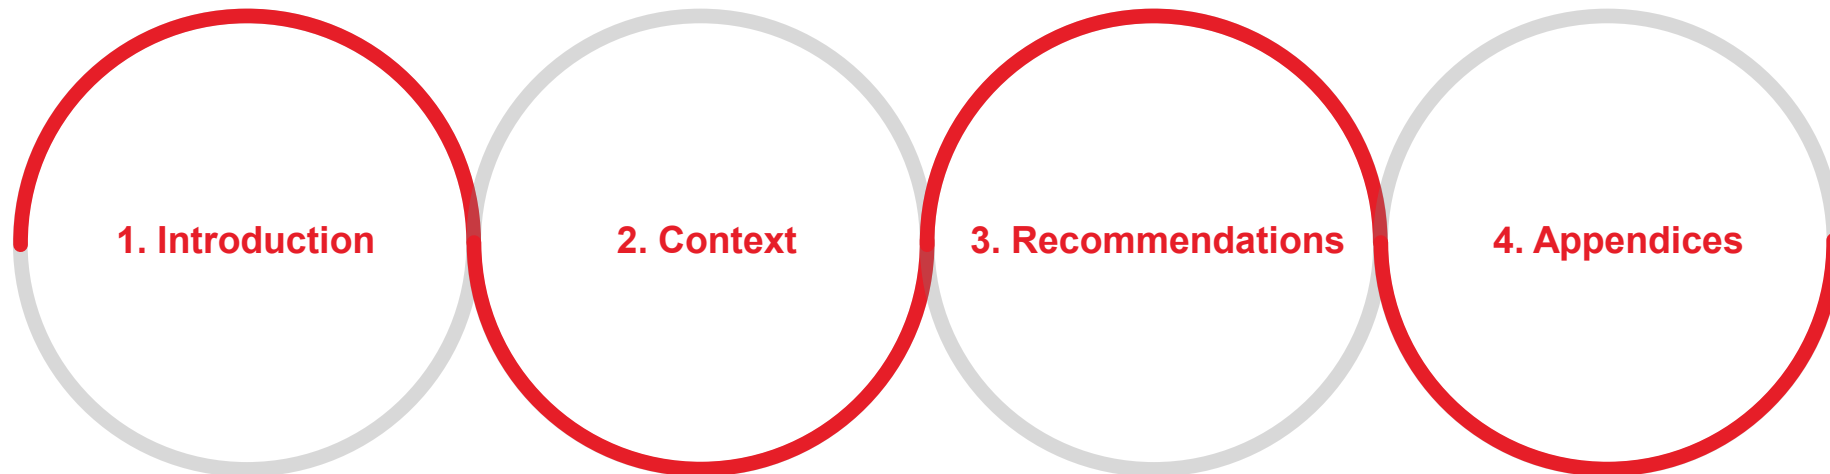 1. Introduction
2. Context
3. Recommendations
4. Appendices